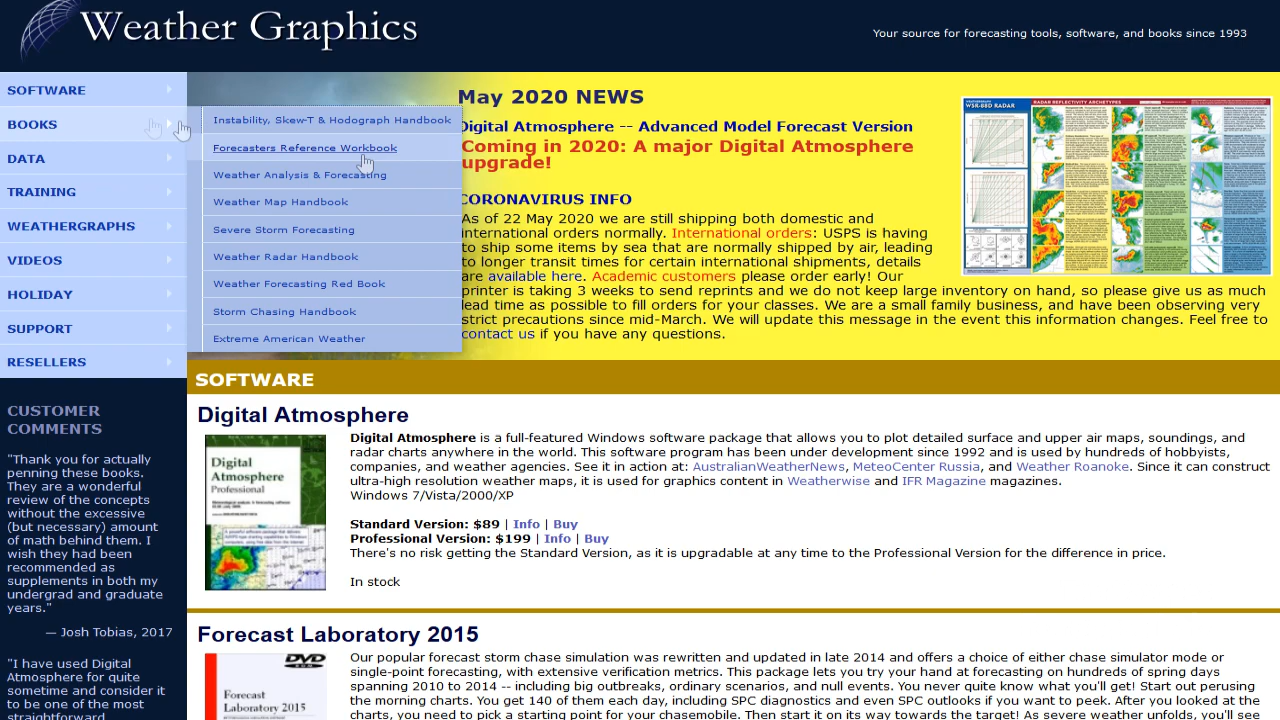 Weather Graphics
Your source for forecasting tools, software, and books since 1993
SOFTWARE
BOOKS
DATA
TRAINING
WEATHERGRAPHS
VIDEOS
HOLIDAY
SUPPORT
RESELLERS
Instability, Skew-T & Hodograph Ha
Forecasters Reference Workbook
Weather Analysis & Forecasting
Weather Map Handbook
Severe Storm Forecasting
Weather Radar Handbook
Weather Forecasting Red Book
Storm Chasing Handbook
Extreme American Weather
May 2020 NEWS
Digital Atmosphere -- Advanced Model Forecast Version
Coming in 2020: A major Digital Atmosphere
upgrade!
CORONAVIRUS INFO
As of 22 May 2020 we are still shipping both domestic and
international orders normally. International orders: USPS is having
to ship some items by sea that are normally shipped by air, leading
to longer transit times for certain international shipments, details
are available here. Academic customers please order early! Our
printer is taking 3 weeks to send reprints and we do not keep large inventory on hand, so please give us as much
lead time as possible to fill orders for your classes. We are a small family business, and have been observing very
strict precautions since mid-March. We will update this message in the event this information changes. Feel free to
contact us if you have any questions.
WSR-88D RADAR
RADAR REFLECTIVITY ARCHETYPES
CUSTOMER
COMMENTS
"Thank you for actually
penning these books.
They are a wonderful
review of the concepts
without the excessive
(but necessary) amount
of math behind them. I
wish they had been
recommended as
supplements in both my
undergrad and graduate
years."
— Josh Tobias, 2017
"I have used Digital
Atmosphere for quite
sometime and consider it
to be one of the most
straightforward
SOFTWARE
Digital Atmosphere
Digital
Atmosphere
Professional
Digital Atmosphere is a full-featured Windows software package that allows you to plot detailed surface and upper air maps, soundings, and
radar charts anywhere in the world. This software program has been under development since 1992 and is used by hundreds of hobbyists,
companies, and weather agencies. See it in action at: AustralianWeatherNews, MeteoCenter Russia, and Weather Roanoke. Since it can construct
ultra-high resolution weather maps, it is used for graphics content in Weatherwise and IFR Magazine magazines.
Windows 7/Vista/2000/XP
Standard Version: $89 | Info | Buy
Professional Version: $199 | Info | Buy
There's no risk getting the Standard Version, as it is upgradable at any time to the Professional Version for the difference in price.
In stock
Forecast Laboratory 2015
DVD
Forecast
Laboratory 2015
Our popular forecast storm chase simulation was rewritten and updated in late 2014 and offers a choice of either chase simulator mode or
single-point forecasting, with extensive verification metrics. This package lets you try your hand at forecasting on hundreds of spring days
spanning 2010 to 2014 -- including big outbreaks, ordinary scenarios, and null events. You never quite know what you'll get! Start out perusing
the morning charts. You get 140 of them each day, including SPC diagnostics and even SPC outlooks if you want to peek. After you looked at the
charts, you need to pick a starting point for your chasemobile. Then start it on its way towards the target! As severe weather unfolds, you'll see